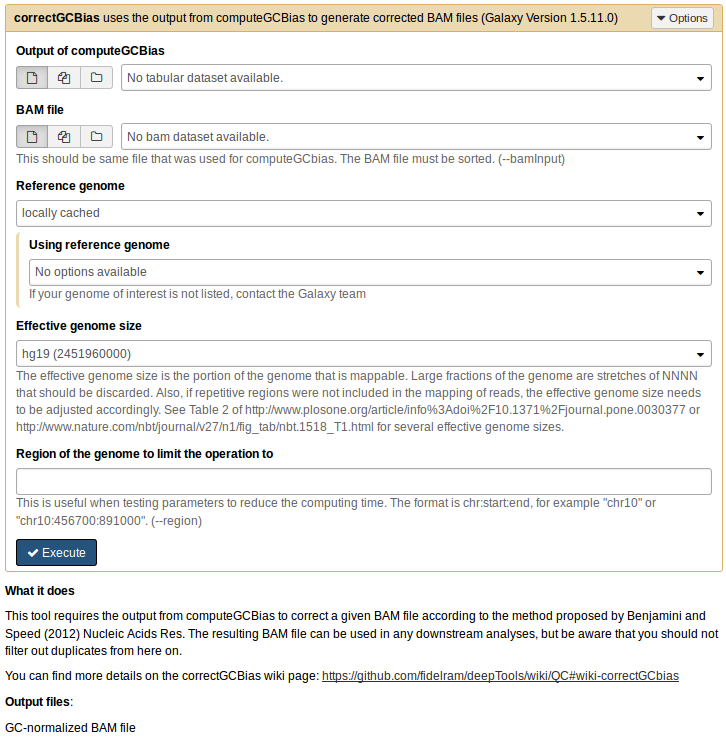 correctGCBias uses the output from computeGCBias to generate corrected BAM files (Galaxy Version 1.5.11.0)
Options
Output of computeGCBias
No tabular dataset available.
BAM file
No bam dataset available.
This should be same file that was used for computeGCbias. The BAM file must be sorted. (--bamInput)
Reference genome
locally cached
Using reference genome
No options available
If your genome of interest is not listed, contact the Galaxy team
Effective genome size
hg19 (2451960000)
The effective genome size is the portion of the genome that is mappable. Large fractions of the genome are stretches of NNNN
that should be discarded. Also, if repetitive regions were not included in the mapping of reads, the effective genome size needs
to be adjusted accordingly. See Table 2 of http://www.plosone.org/article/info%3Adoi%2F10.1371%2Fjournal.pone.0030377 or
http://www.nature.com/nbt/journal/v27/n1/fig_tab/nbt.1518_T1.html for several effective genome sizes.
Region of the genome to limit the operation to
This is useful when testing parameters to reduce the computing time. The format is chr:start:end, for example "chr10" or
"chr10:456700:891000". (--region)
Execute
What it does
This tool requires the output from computeGCBias to correct a given BAM file according to the method proposed by Benjamini and
Speed (2012) Nucleic Acids Res. The resulting BAM file can be used in any downstream analyses, but be aware that you should not
filter out duplicates from here on.
You can find more details on the correctGCBias wiki page: https://github.com/fidelram/deepTools/wiki/QC#wiki-correctGCbias
Output files:
GC-normalized BAM file